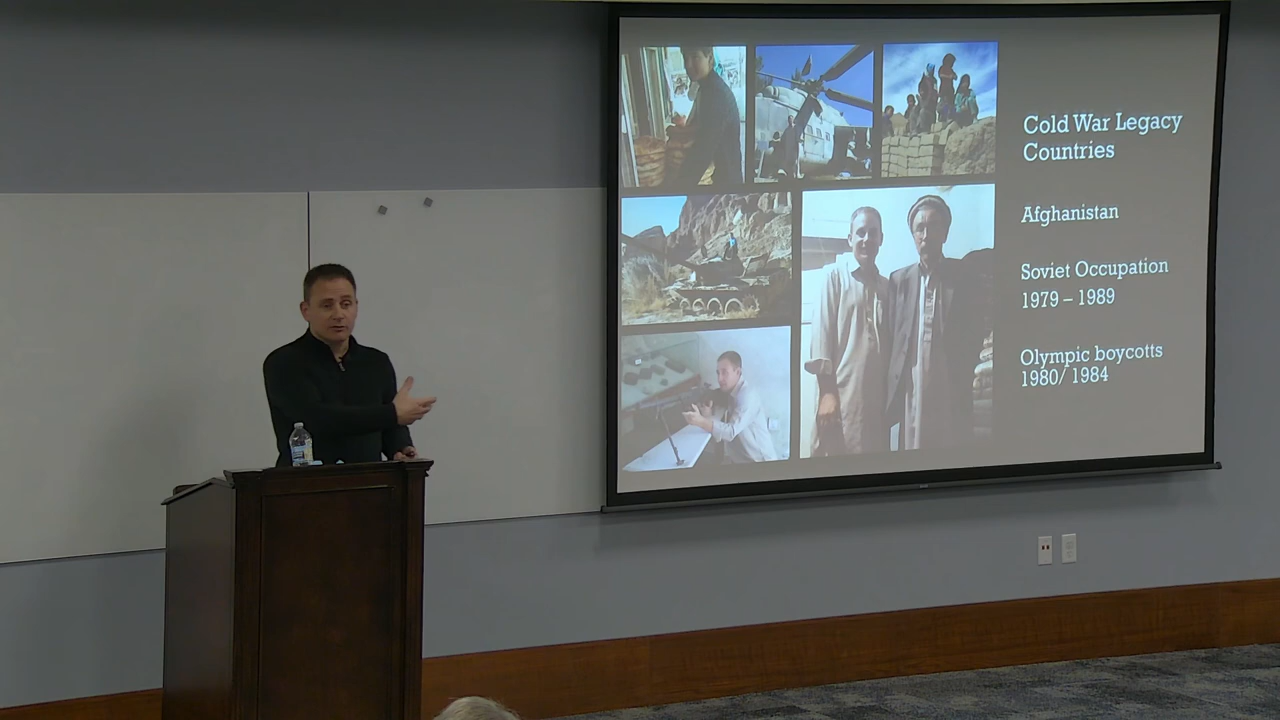 Cold War Legacy
Countries
Afghanistan
Soviet Occupation
1979 – 1989
Olympic boycotts
1980/ 1984